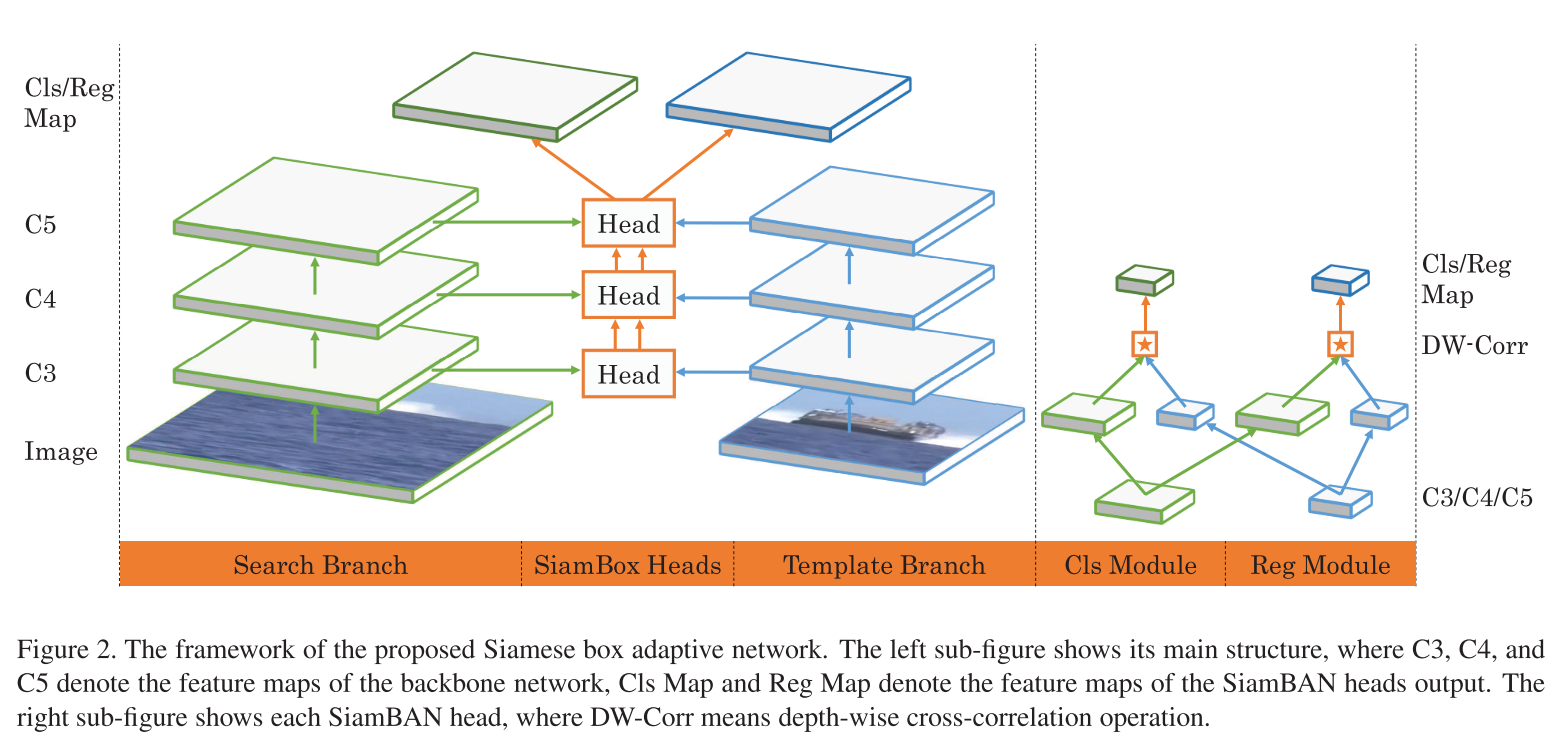 Cls/Reg
Map
C5
C4
C3
Image
Head
Head
Head
Cls/Reg
Map
DW-Corr
C3/C4/C5
Search Branch
SiamBox Heads
Template Branch
Cls Module
Reg Module
Figure 2. The framework of the proposed Siamese box adaptive network. The left sub-figure shows its main structure, where C3, C4, and
C5 denote the feature maps of the backbone network, Cls Map and Reg Map denote the feature maps of the SiamBAN heads output. The
right sub-figure shows each SiamBAN head, where DW-Corr means depth-wise cross-correlation operation.